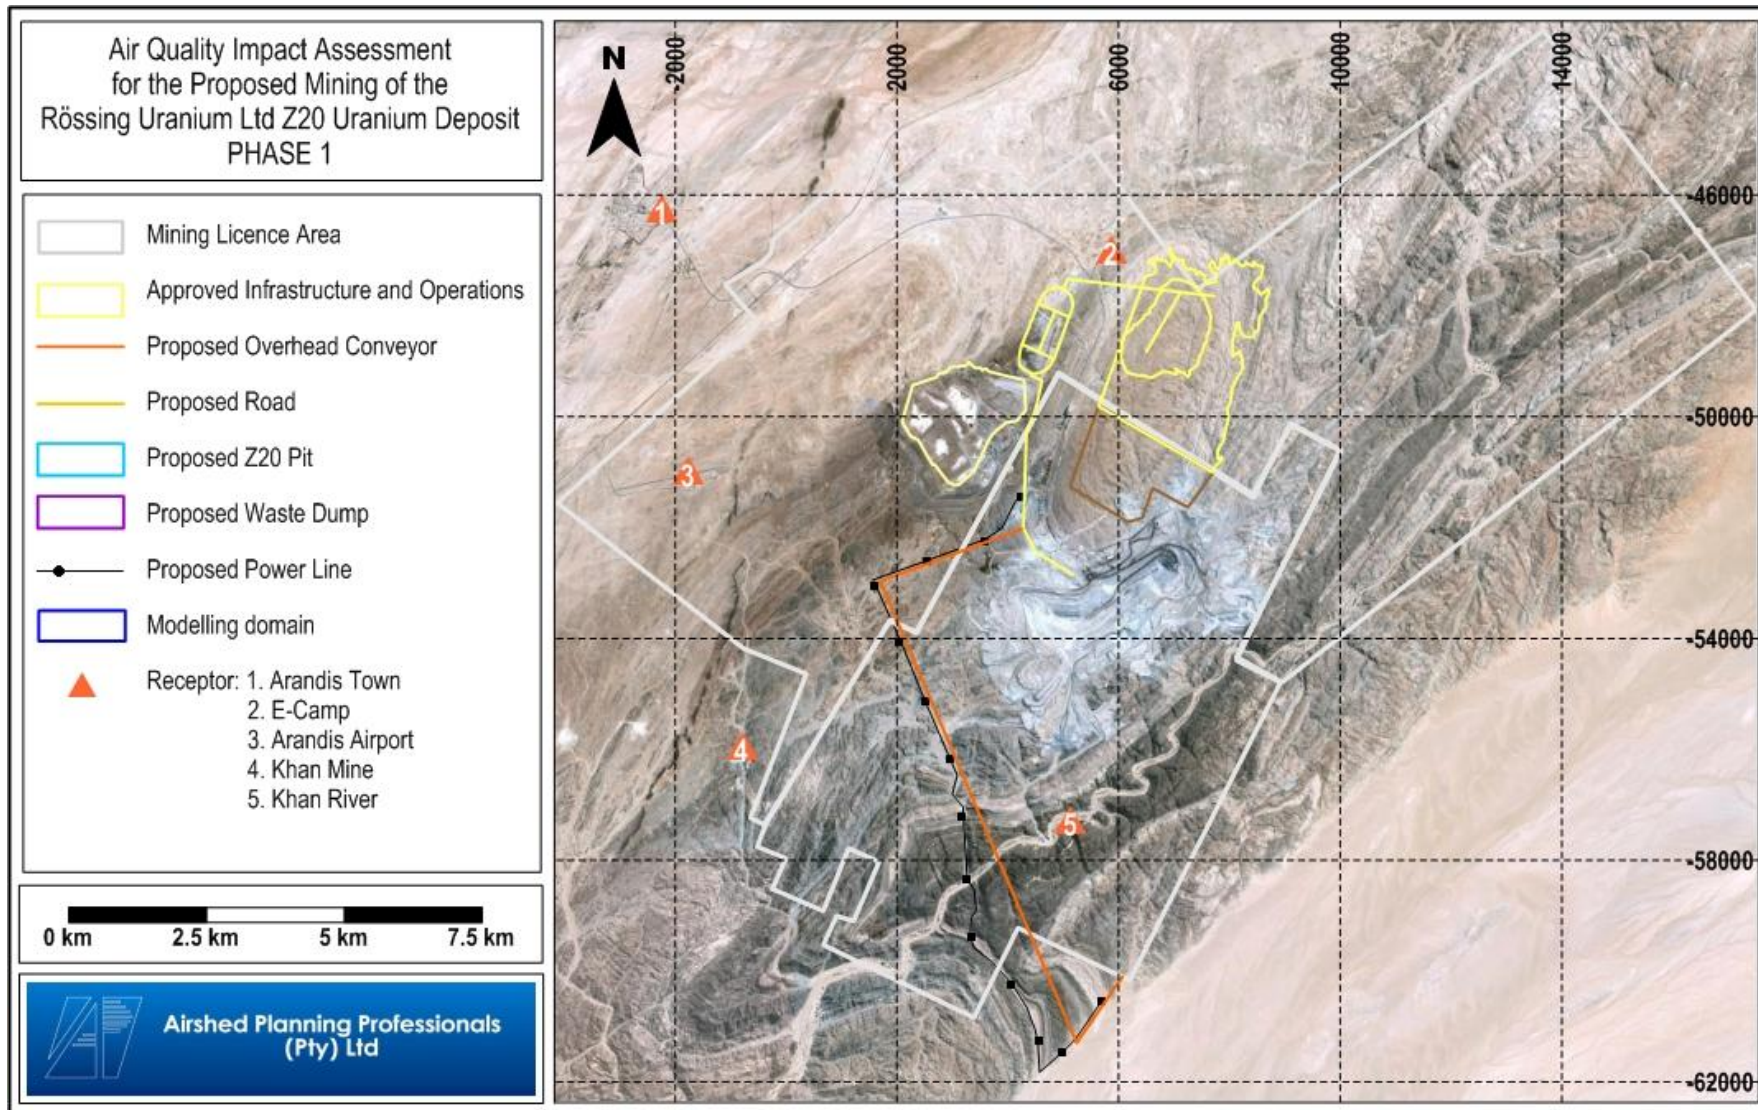 Air Quality Impact Assessment
for the Proposed Mining of the
Rössing Uranium Ltd Z20 Uranium Deposit
PHASE 1
Mining Licence Area
Approved Infrastructure and Operations
Proposed Overhead Conveyor
Proposed Road
Proposed Z20 Pit
Proposed Waste Dump
Proposed Power Line
Modelling domain
Receptor: 1. Arandis Town
2. E-Camp
3. Arandis Airport
4. Khan Mine
5. Khan River
0 km 2.5 km 5 km 7.5 km
Airshed Planning Professionals
(Pty) Ltd
N
-2000
2000
6000
10000
14000
-46000
1
2
-50000
3
-54000
4
5
-58000
-62000